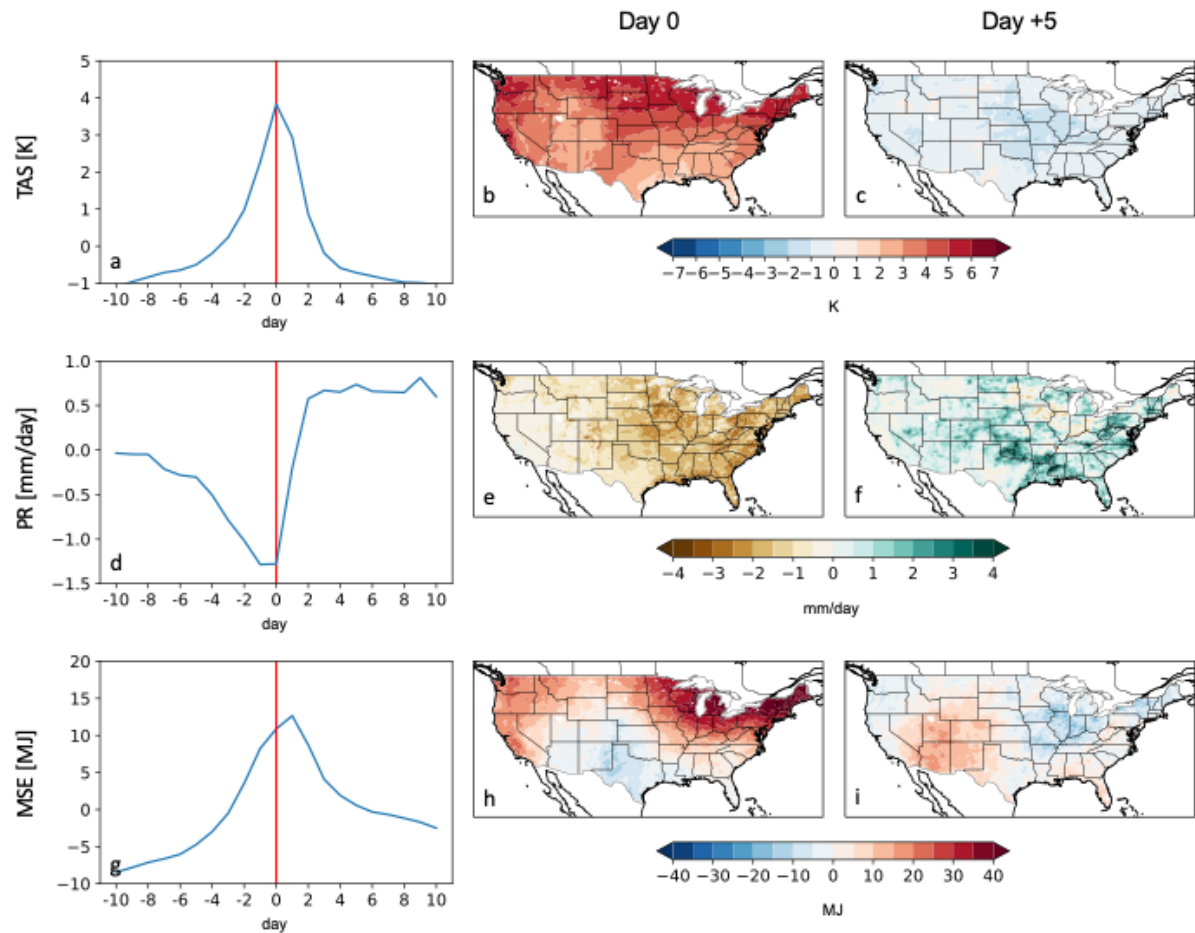 Day 0
Day +5
TAS [K]
5
4
3
2
1
0
−1
-10 -8 -6 -4 -2 0 2 4 6 8 10
day
a
b
c
−7−6−5−4−3−2−1 0 1 2 3 4 5 6 7
K
PR [mm/day]
1.0
0.5
0.0
−0.5
−1.0
−1.5
-10 -8 -6 -4 -2 0 2 4 6 8 10
day
d
e
f
−4 −3 −2 −1 0 1 2 3 4
mm/day
MSE [MJ]
20
15
10
5
0
−5
−10
-10 -8 -6 -4 -2 0 2 4 6 8 10
day
g
h
i
−40 −30 −20 −10 0 10 20 30 40
MJ